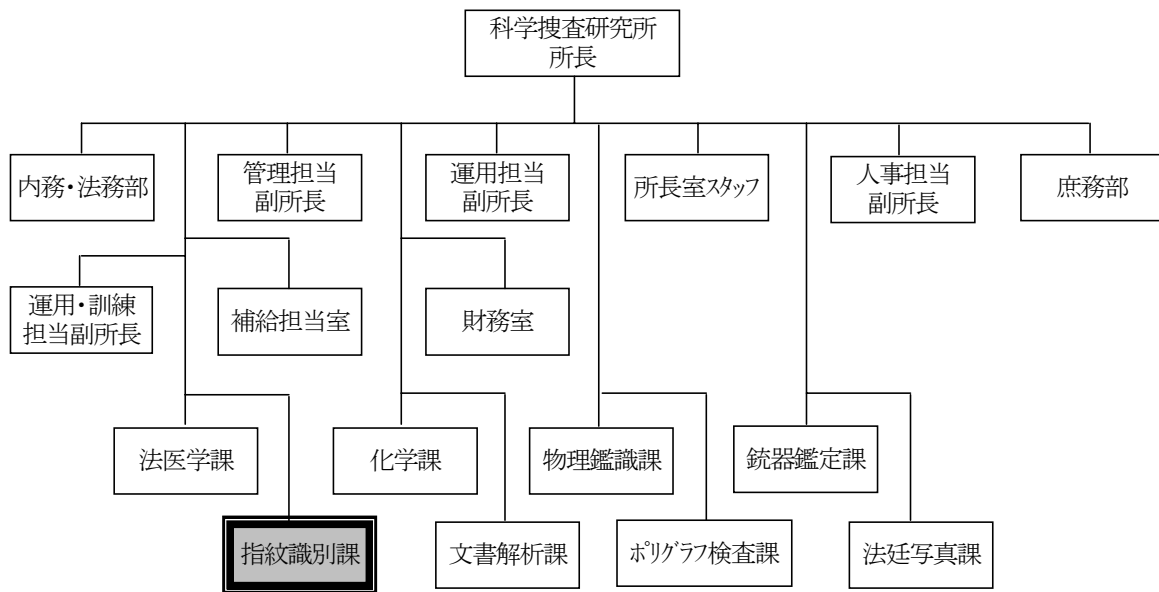 科学捜査研究所
所長
内務・法務部
管理担当
副所長
運用担当
副所長
所長室スタッフ
人事担当
副所長
庶務部
運用・訓練
担当副所長
補給担当室
財務室
法医学課
化学課
物理鑑識課
銃器鑑定課
指紋識別課
文書解析課
ポリグラフ検査課
法廷写真課